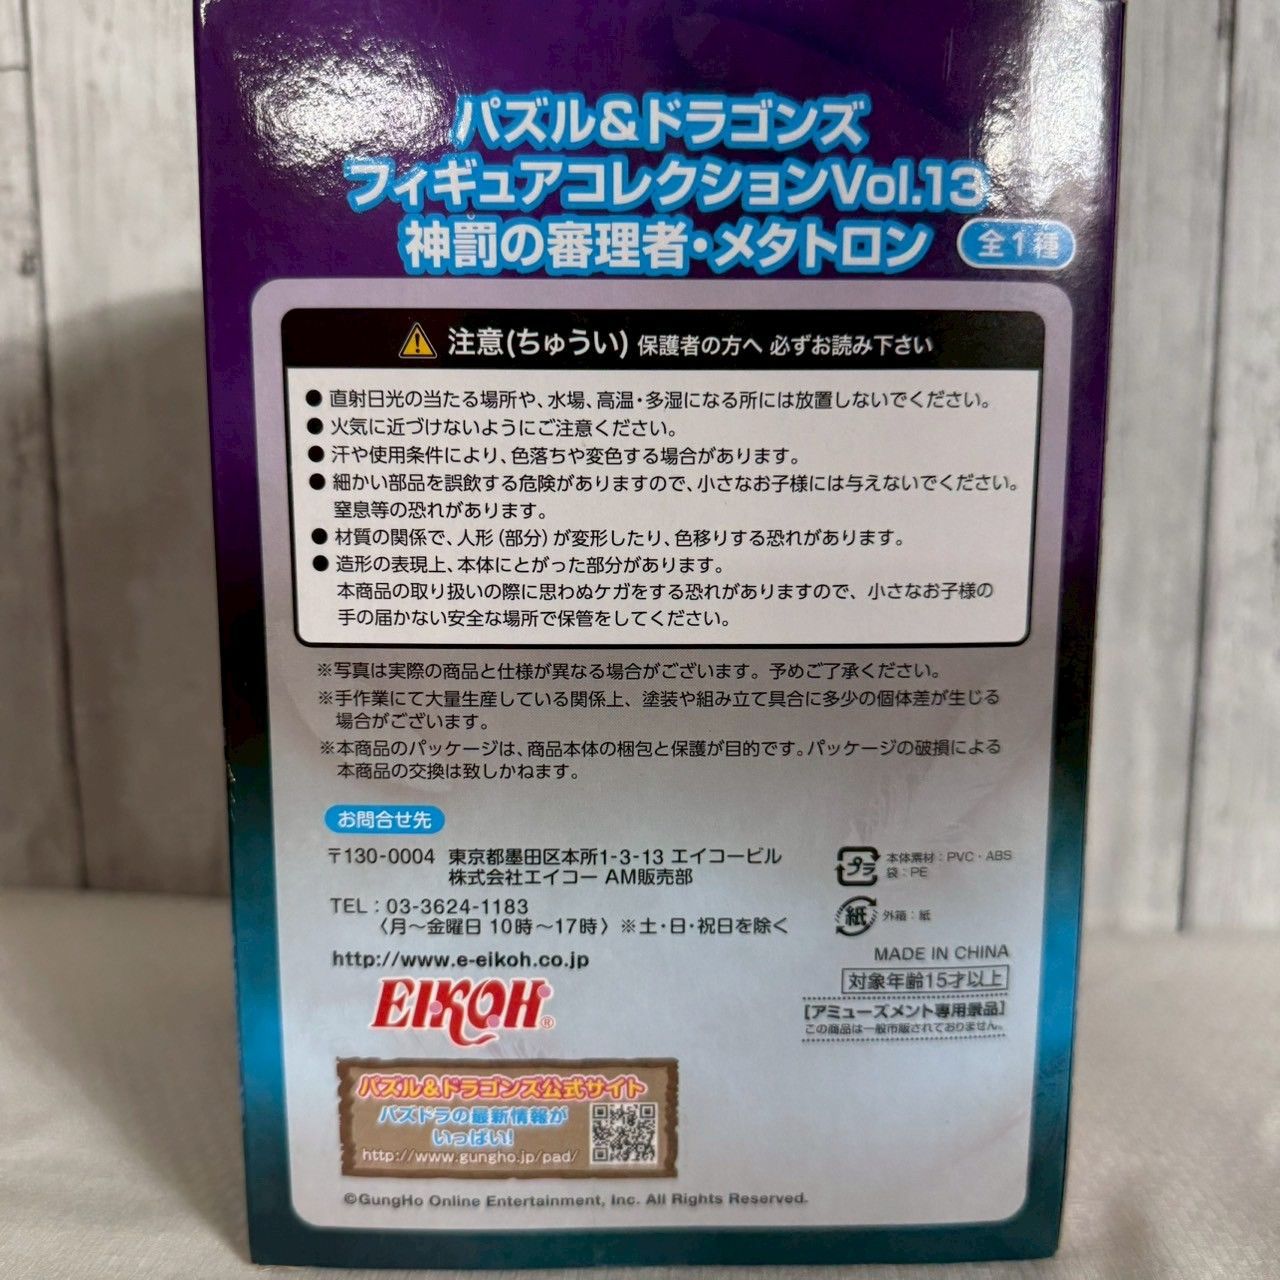 パズル&ドラゴンズ
フィギュアコレクションVol.13
神罰の審理者・メタトロン 全1種
注意(ちゅうい) 保護者の方へ 必ずお読み下さい
●直射日光の当たる場所や、水場、高温・多湿になる所には放置しないでください。
●火気に近づけないようにご注意ください。
●汗や使用条件により、色落ちや変色する場合があります。
●細かい部品を誤飲する危険がありますので、小さなお子様には与えないでください。
窒息等の恐れがあります。
●材質の関係で、人形(部分)が変形したり、色移りする恐れがあります。
●造形の表現上、本体にとがった部分があります。
本商品の取り扱いの際に思わぬケガをする恐れがありますので、小さなお子様の
手の届かない安全な場所で保管をしてください。
※写真は実際の商品と仕様が異なる場合がございます。予めご了承ください。
※手作業にて大量生産している関係上、塗装や組み立て具合に多少の個体差が生じる
場合がございます。
※本商品のパッケージは、商品本体の梱包と保護が目的です。パッケージの破損による
本商品の交換は致しかねます。
お問合せ先
〒130-0004 東京都墨田区本所1-3-13 エイコービル
株式会社エイコー AM販売部
TEL:03-3624-1183
〈月〜金曜日 10時〜17時〉※土・日・祝日を除く
http://www.e-eikoh.co.jp
EIKOH®
プラ 本体素材:PVC・ABS
袋:PE
紙 外箱:紙
MADE IN CHINA
対象年齢15才以上
[アミューズメント専用景品]
この商品は一般市販されておりません。
パズル&ドラゴンズ公式サイト
パズドラの最新情報が
いっぱい!
http://www.gungho.jp/pad/
©GungHo Online Entertainment, Inc. All Rights Reserved.